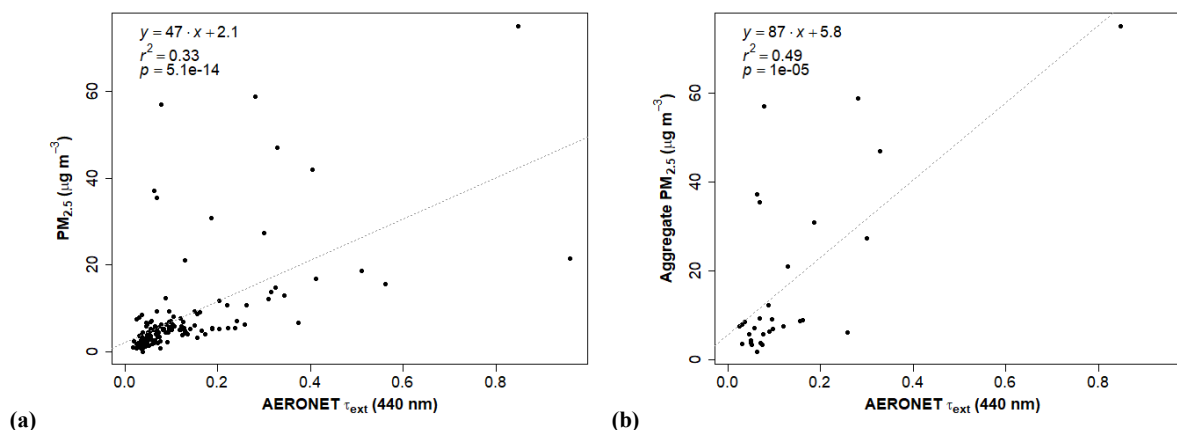 y = 47 · x + 2.1
r² = 0.33
p = 5.1e-14
PM₂.₅ (μg m⁻³)
60
40
20
0
0.0 0.2 0.4 0.6 0.8
AERONET τₑₓₜ (440 nm)
(a)
y = 87 · x + 5.8
r² = 0.49
p = 1e-05
Aggregate PM₂.₅ (μg m⁻³)
60
40
20
0
0.0 0.2 0.4 0.6 0.8
AERONET τₑₓₜ (440 nm)
(b)